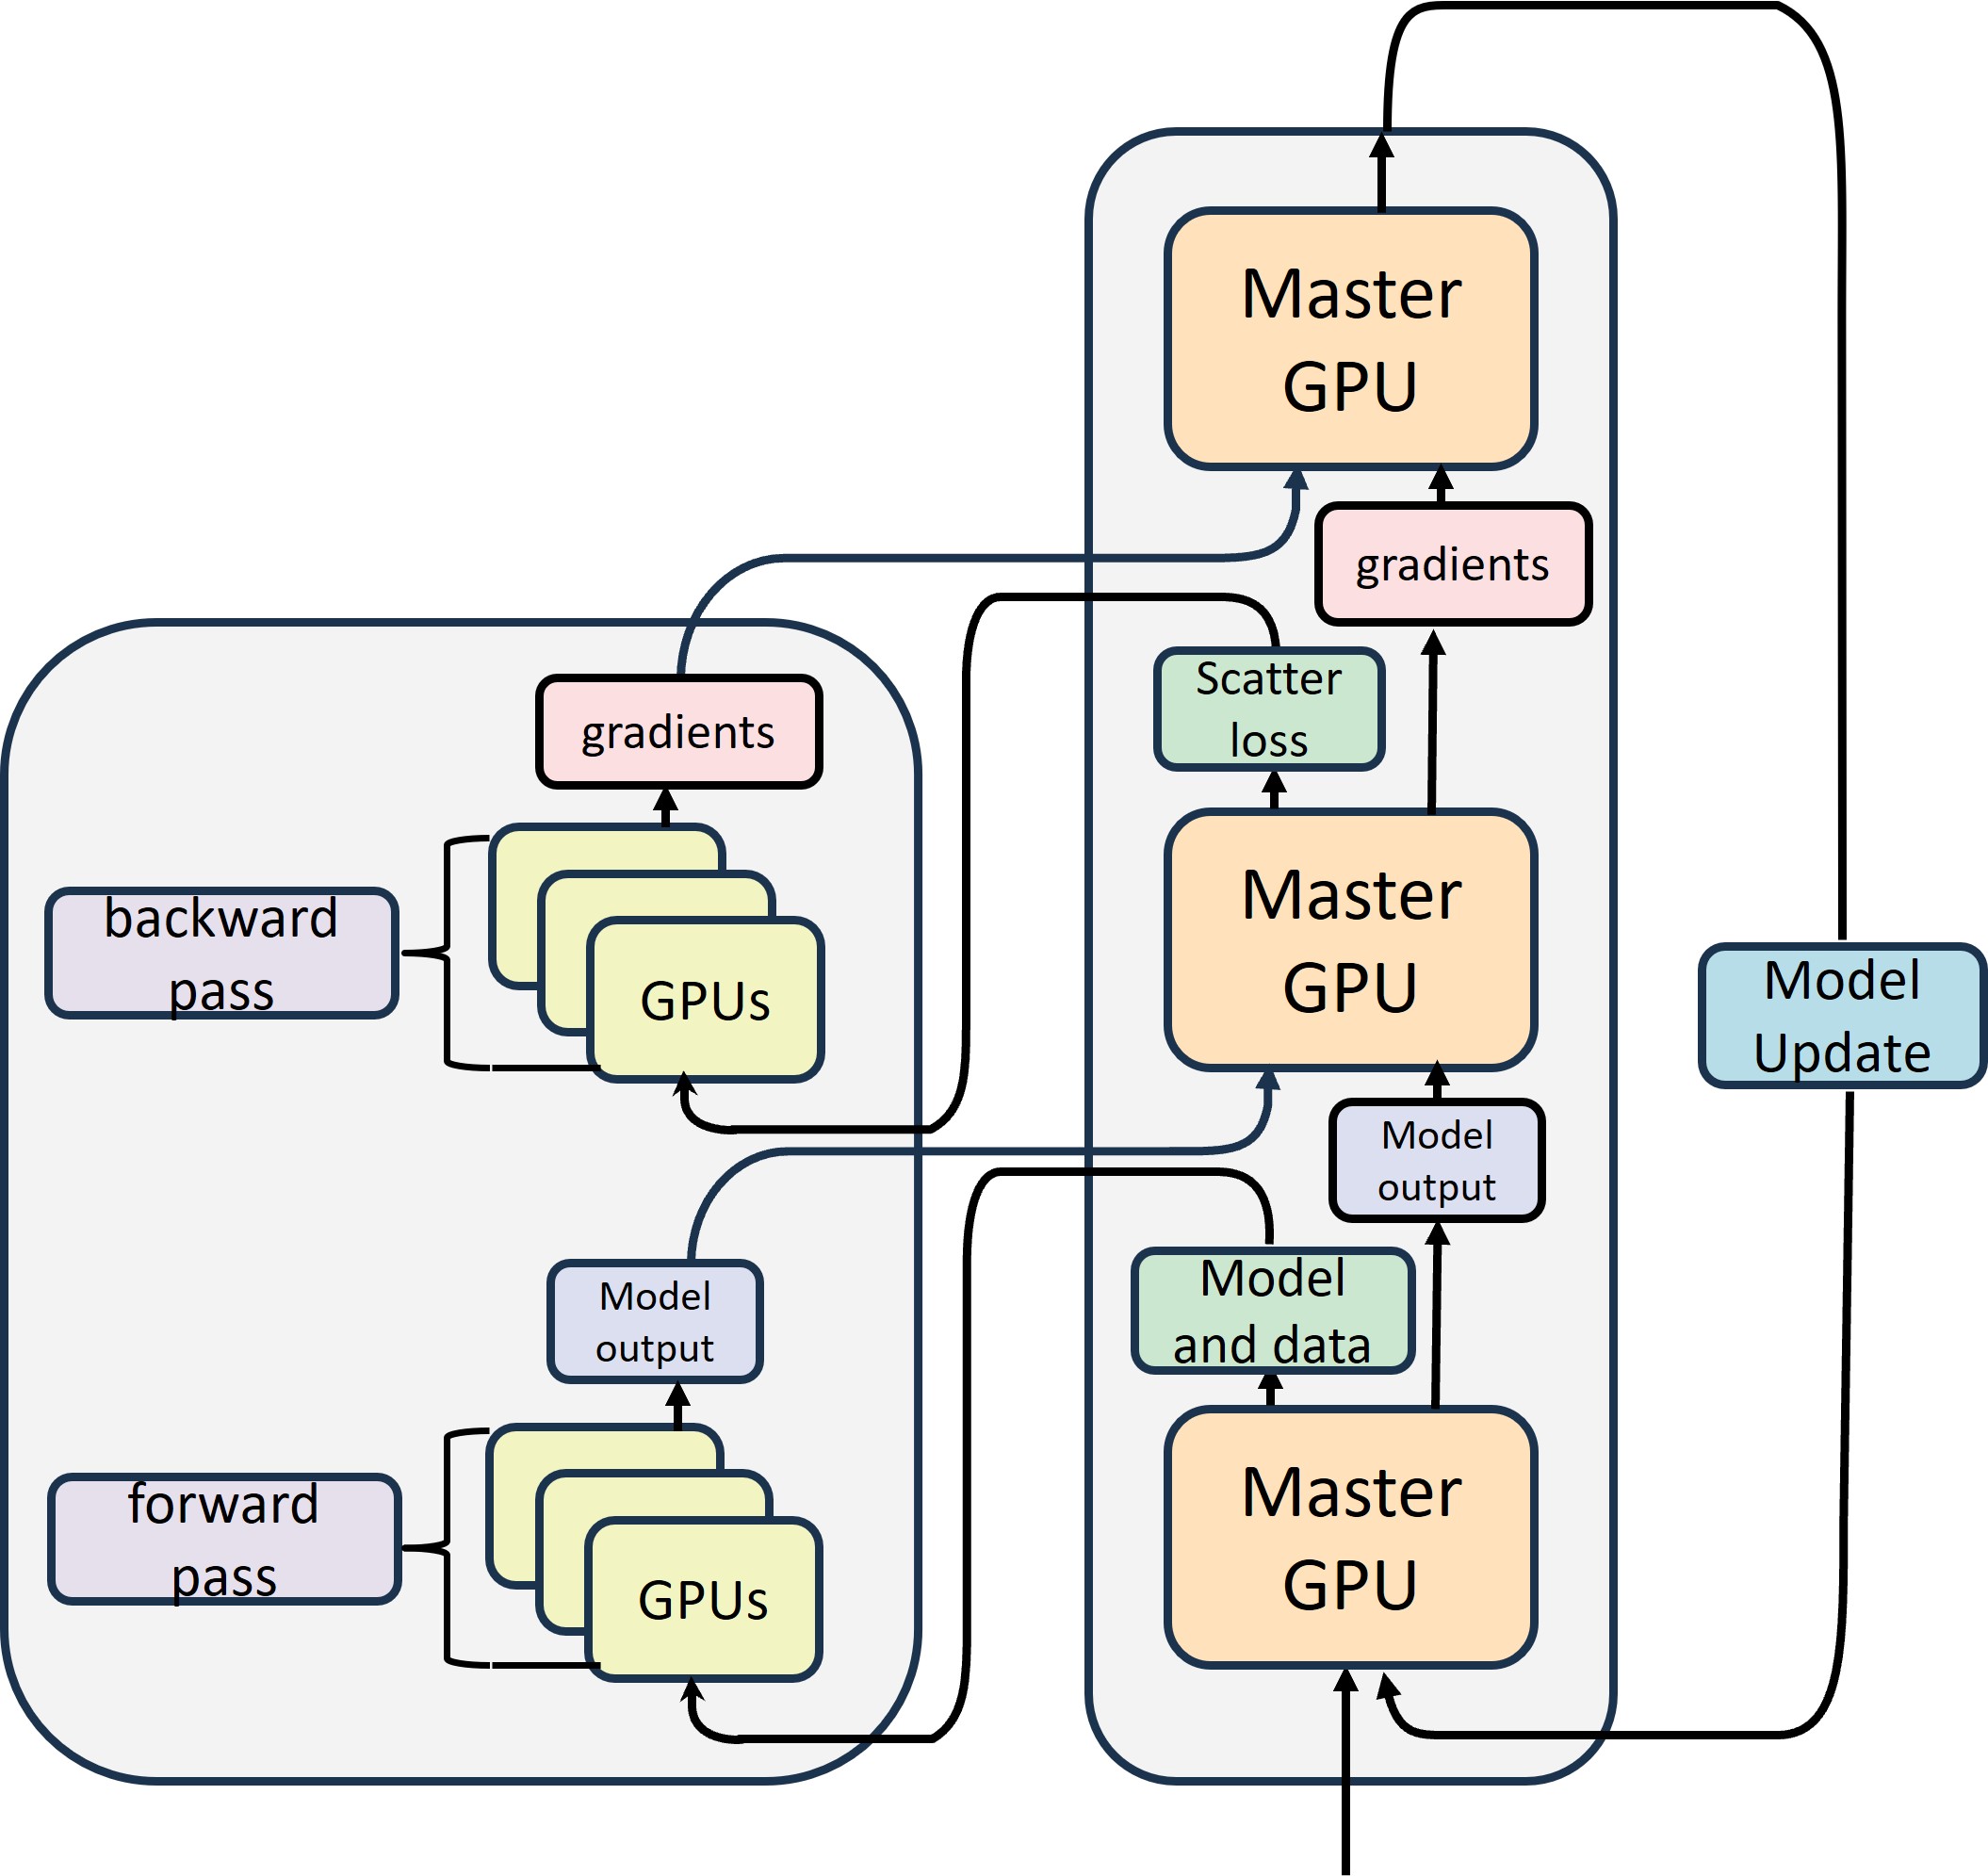 Master
GPU
gradients
Scatter
loss
gradients
Master
GPU
backward
pass
GPUs
Model
Update
Model
output
Model
and data
Model
output
Master
GPU
forward
pass
GPUs